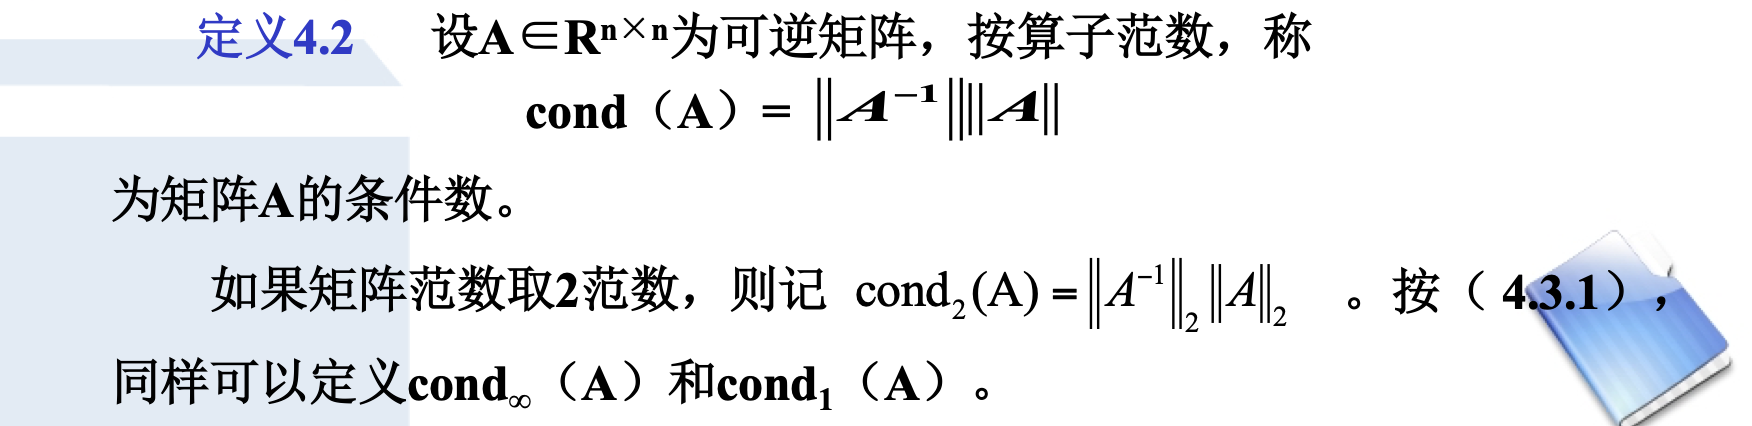 定义4.2 设A∈Rⁿˣⁿ为可逆矩阵，按算子范数，称
cond（A）= ‖A⁻¹‖‖A‖
为矩阵A的条件数。
如果矩阵范数取2范数，则记 cond₂(A) = ‖A⁻¹‖₂ ‖A‖₂ 。按（ 4.3.1），
同样可以定义cond∞（A）和cond₁（A）。